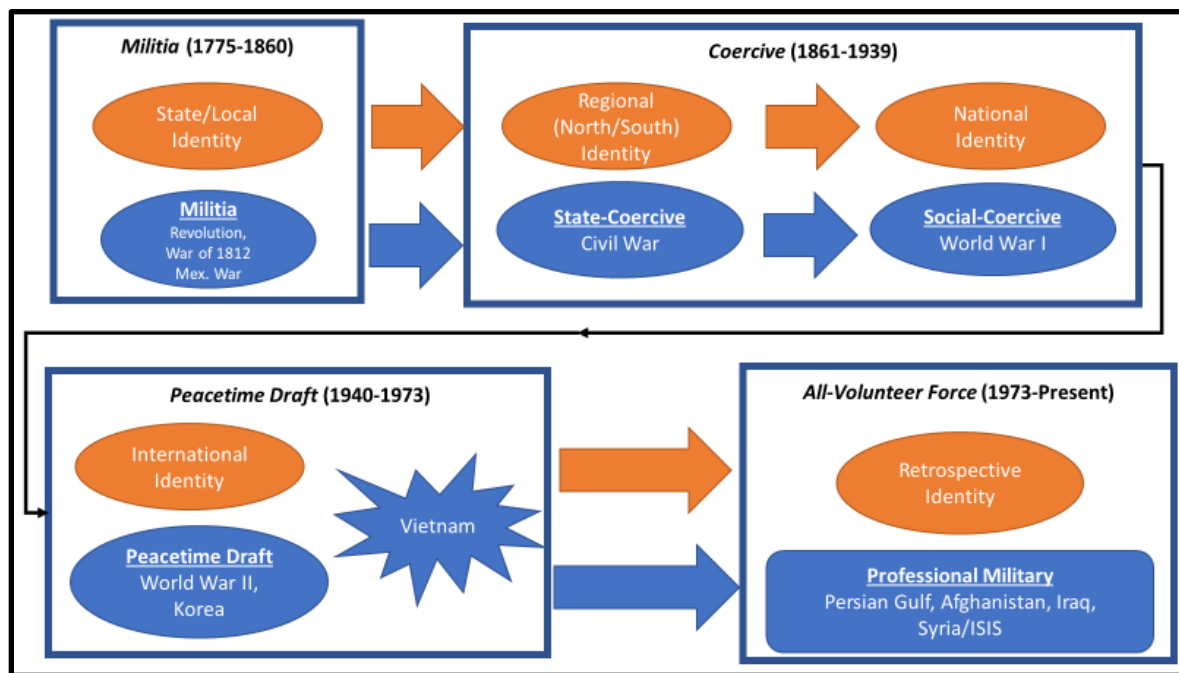 Militia (1775-1860)
State/Local
Identity
Militia
Revolution,
War of 1812
Mex. War
Coercive (1861-1939)
Regional
(North/South)
Identity
National
Identity
State-Coercive
Civil War
Social-Coercive
World War I
Peacetime Draft (1940-1973)
International
Identity
Peacetime Draft
World War II,
Korea
Vietnam
All-Volunteer Force (1973-Present)
Retrospective
Identity
Professional Military
Persian Gulf, Afghanistan, Iraq,
Syria/ISIS